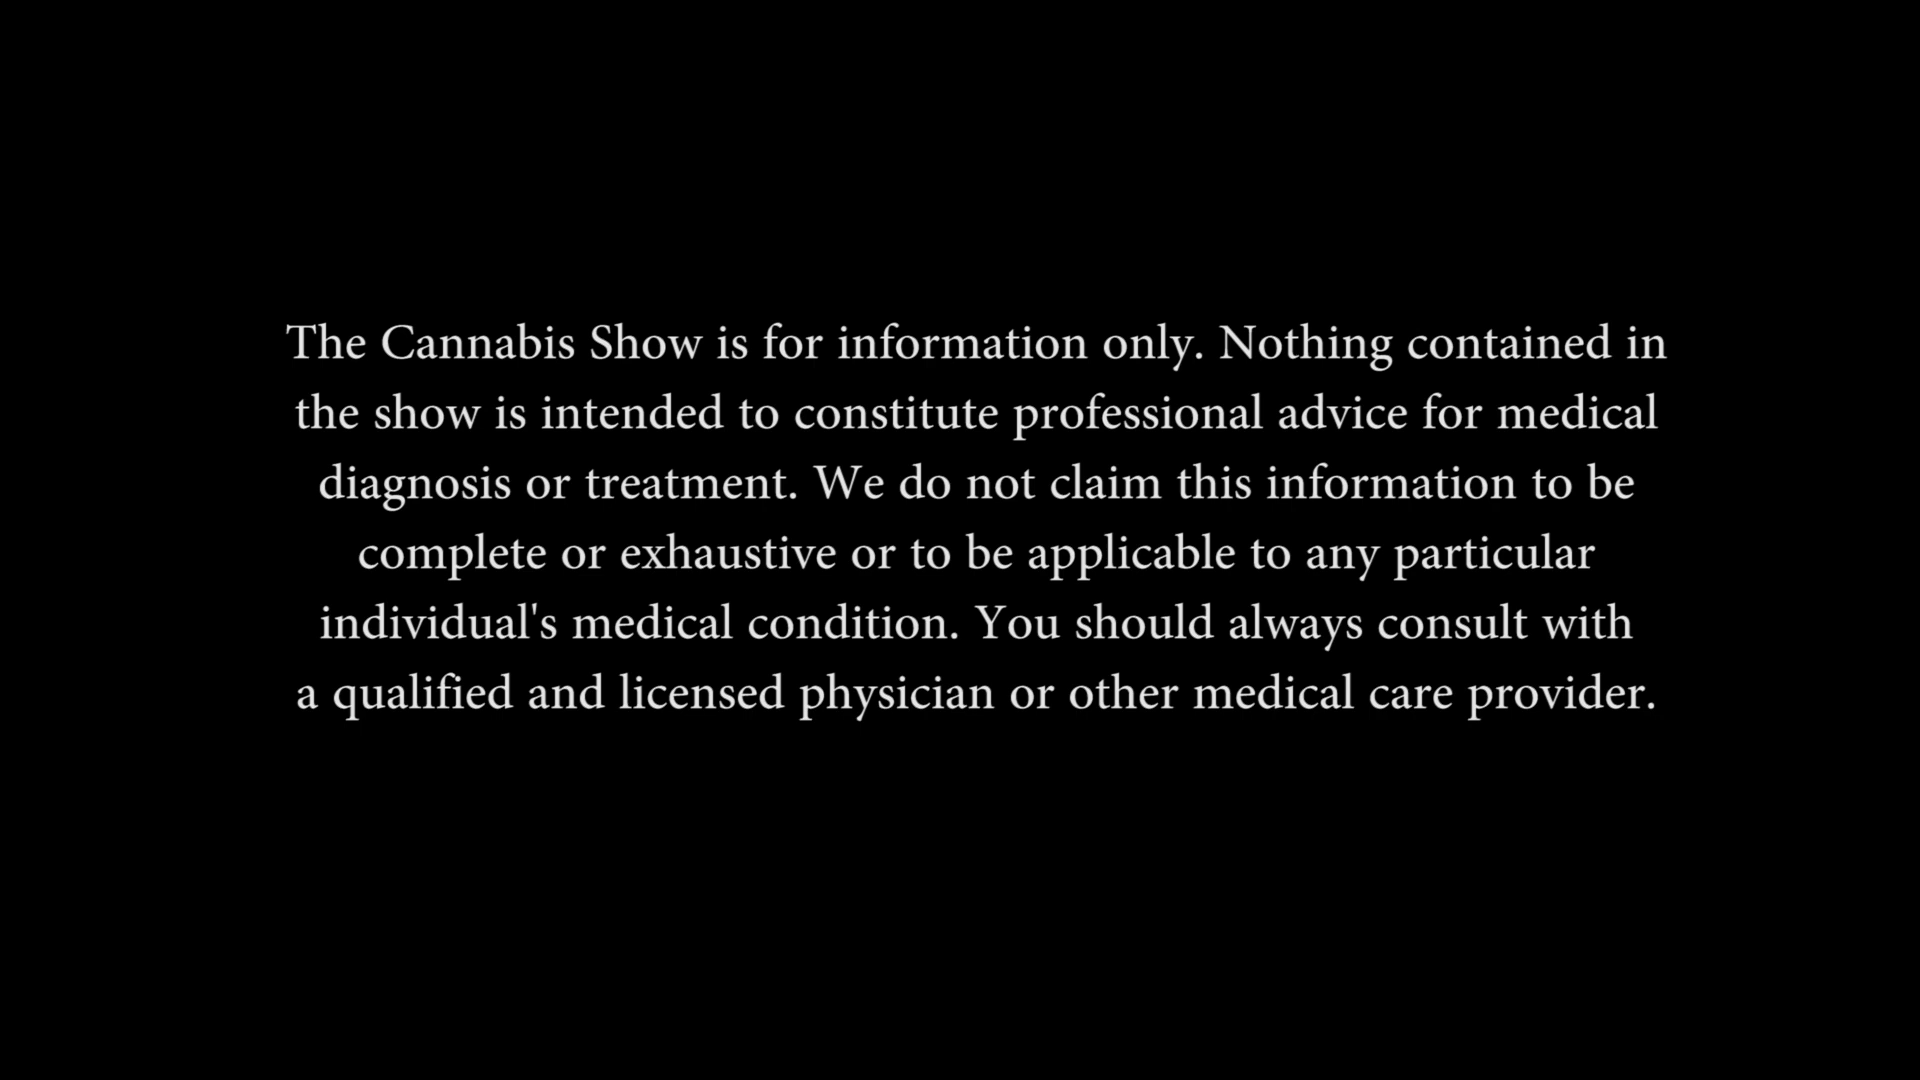 The Cannabis Show is for information only. Nothing contained in
the show is intended to constitute professional advice for medical
diagnosis or treatment. We do not claim this information to be
complete or exhaustive or to be applicable to any particular
individual's medical condition. You should always consult with
a qualified and licensed physician or other medical care provider.